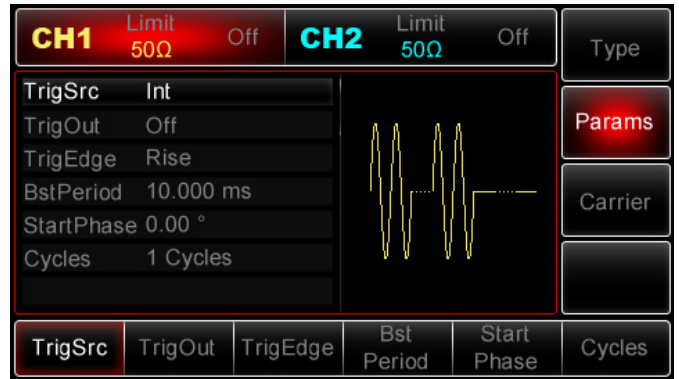 CH1 Limit 50Ω Off CH2 Limit 50Ω Off Type
TrigSrc Int
TrigOut Off
TrigEdge Rise
BstPeriod 10.000 ms
StartPhase 0.00 °
Cycles 1 Cycles
Params
Carrier
TrigSrc TrigOut TrigEdge Bst Period Start Phase Cycles